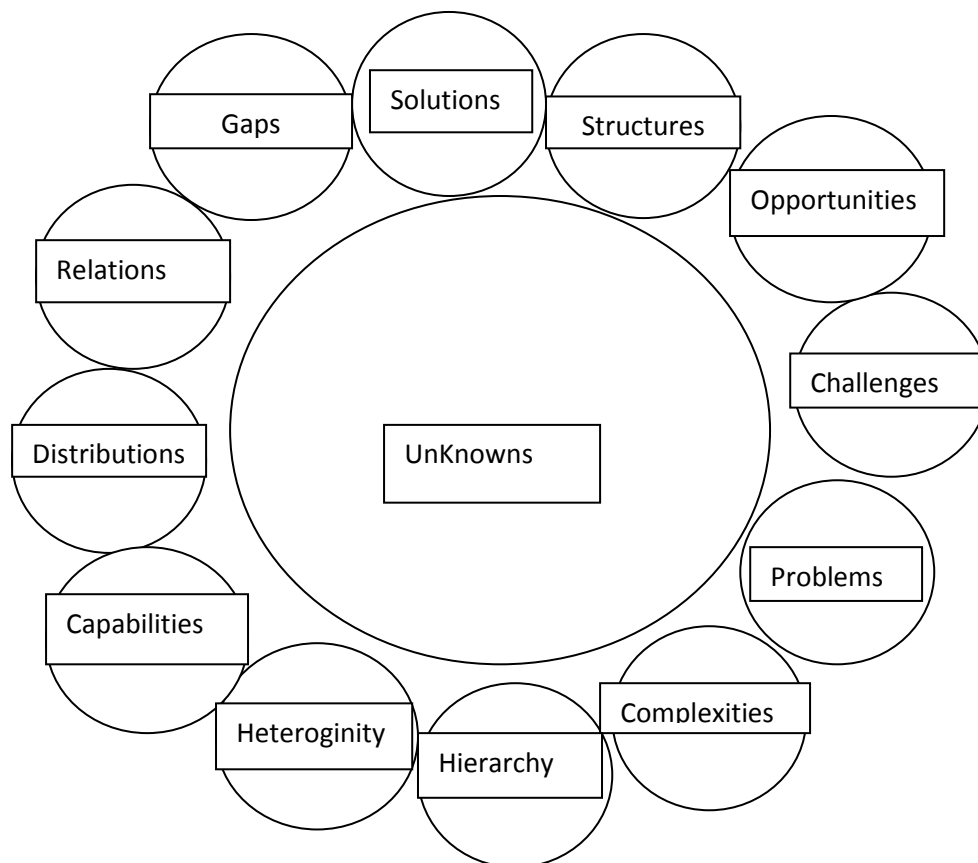 Solutions
Gaps
Structures
Opportunities
Relations
Challenges
Distributions
UnKnowns
Problems
Capabilities
Complexities
Heteroginity
Hierarchy